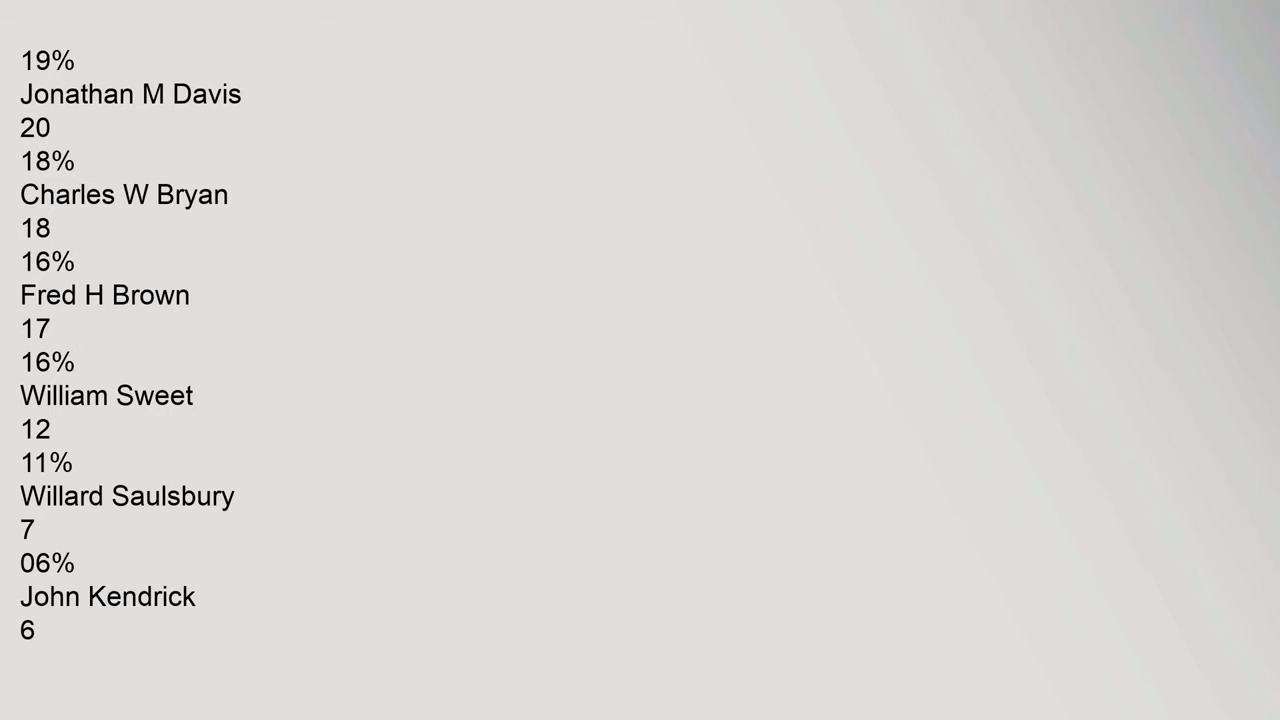 19%
Jonathan M Davis
20
18%
Charles W Bryan
18
16%
Fred H Brown
17
16%
William Sweet
12
11%
Willard Saulsbury
7
06%
John Kendrick
6